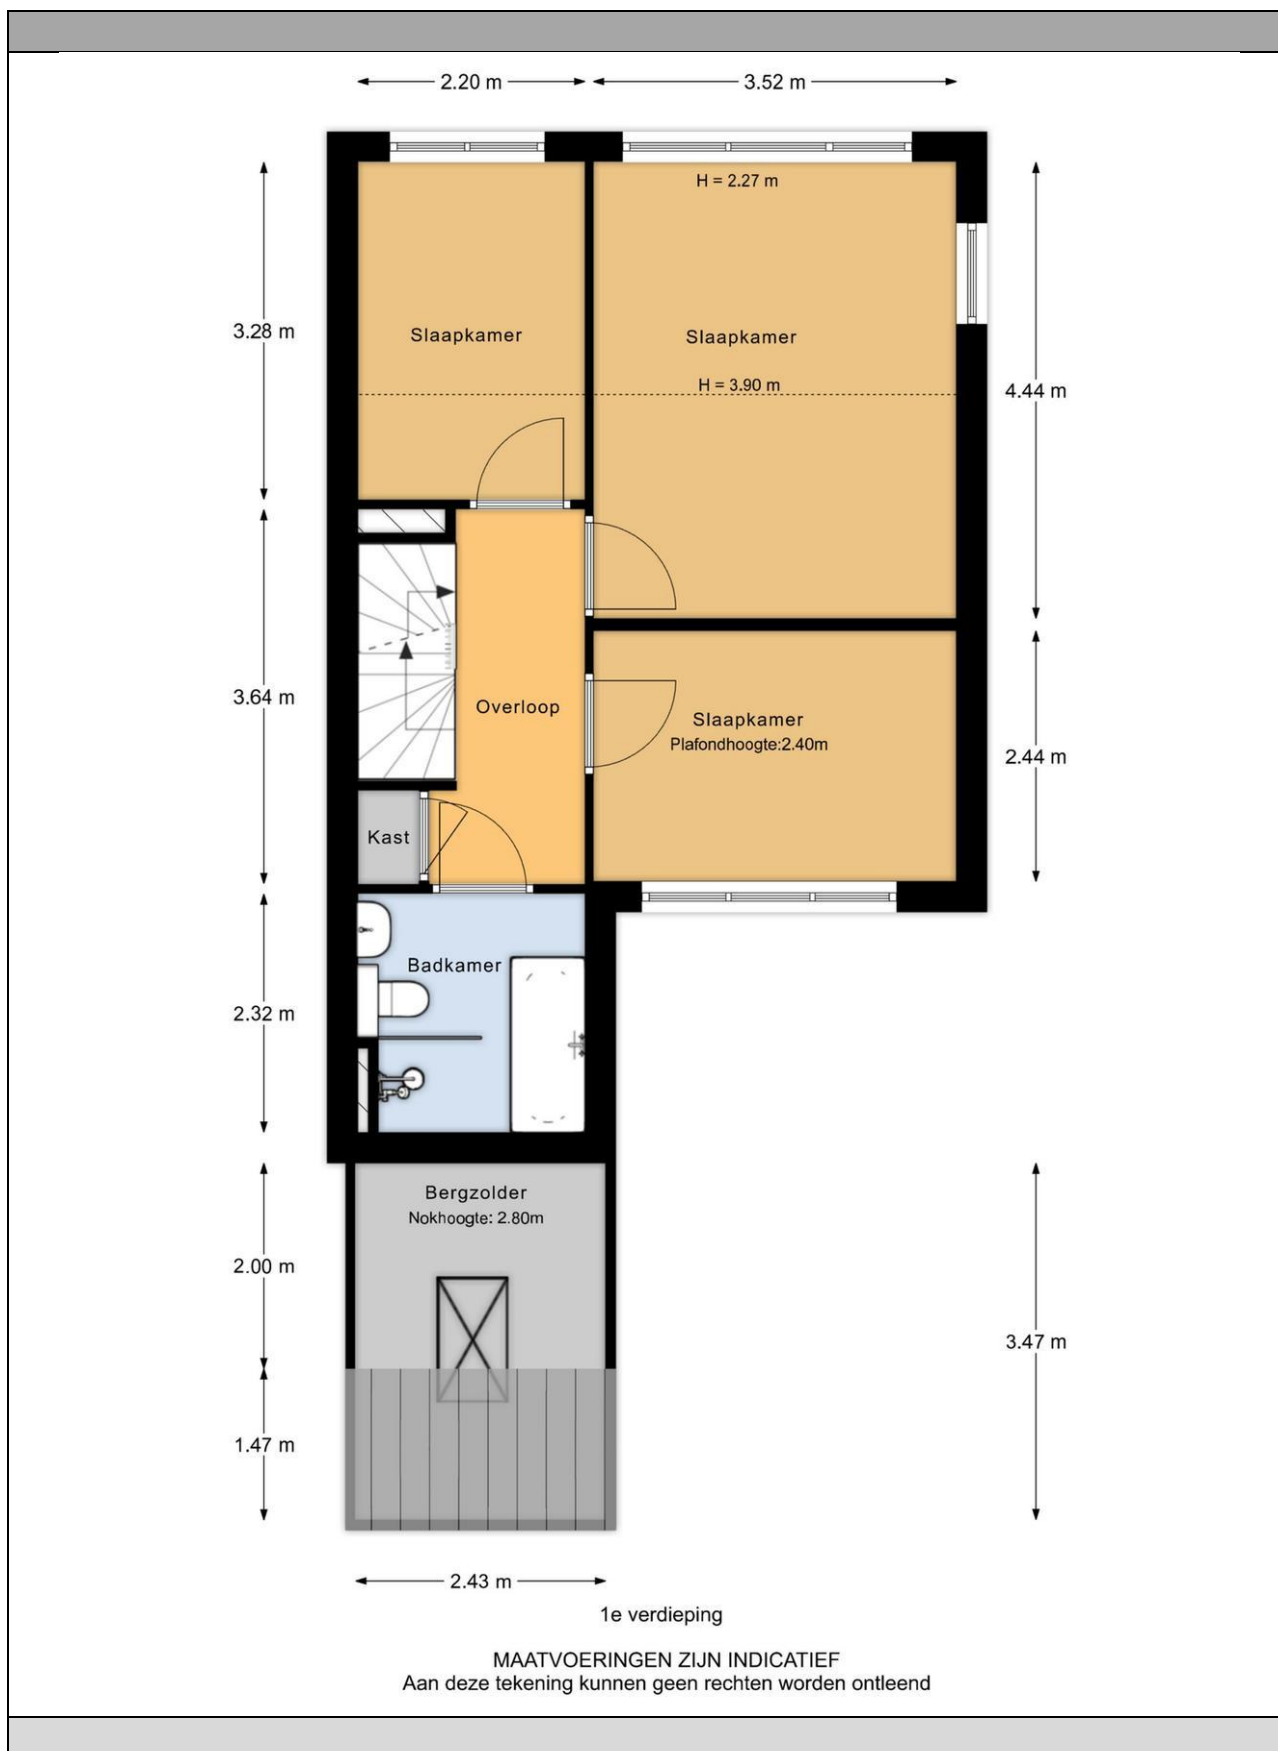 2.20 m
3.52 m
H = 2.27 m
3.28 m
Slaapkamer
Slaapkamer
H = 3.90 m
4.44 m
3.64 m
Overloop
Slaapkamer
Plafondhoogte:2.40m
2.44 m
Kast
Badkamer
2.32 m
Bergzolder
Nokhoogte: 2.80m
2.00 m
3.47 m
1.47 m
2.43 m
1e verdieping
MAATVOERINGEN ZIJN INDICATIEF
Aan deze tekening kunnen geen rechten worden ontleend